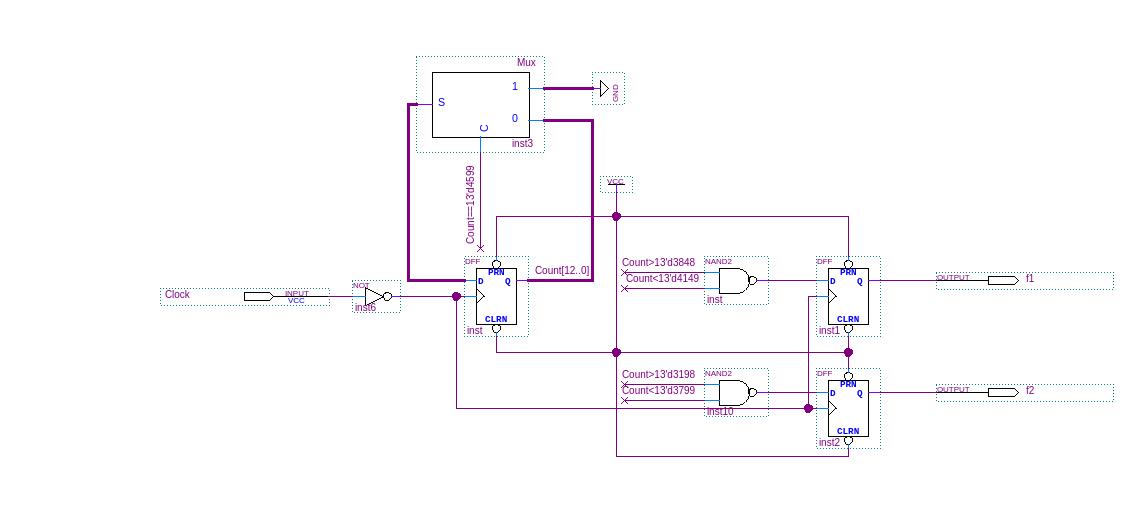 Mux
1
S
0
C
inst3
GND
Count==13'd4599
VCC
DFF
PRN
D
Q
CLRN
inst
Count[12..0]
Clock
INPUT
VCC
NOT
inst6
Count>13'd3848
Count<13'd4149
NAND2
inst
DFF
PRN
D
Q
CLRN
inst1
OUTPUT
f1
Count>13'd3198
Count<13'd3799
NAND2
inst10
DFF
PRN
D
Q
CLRN
inst2
OUTPUT
f2